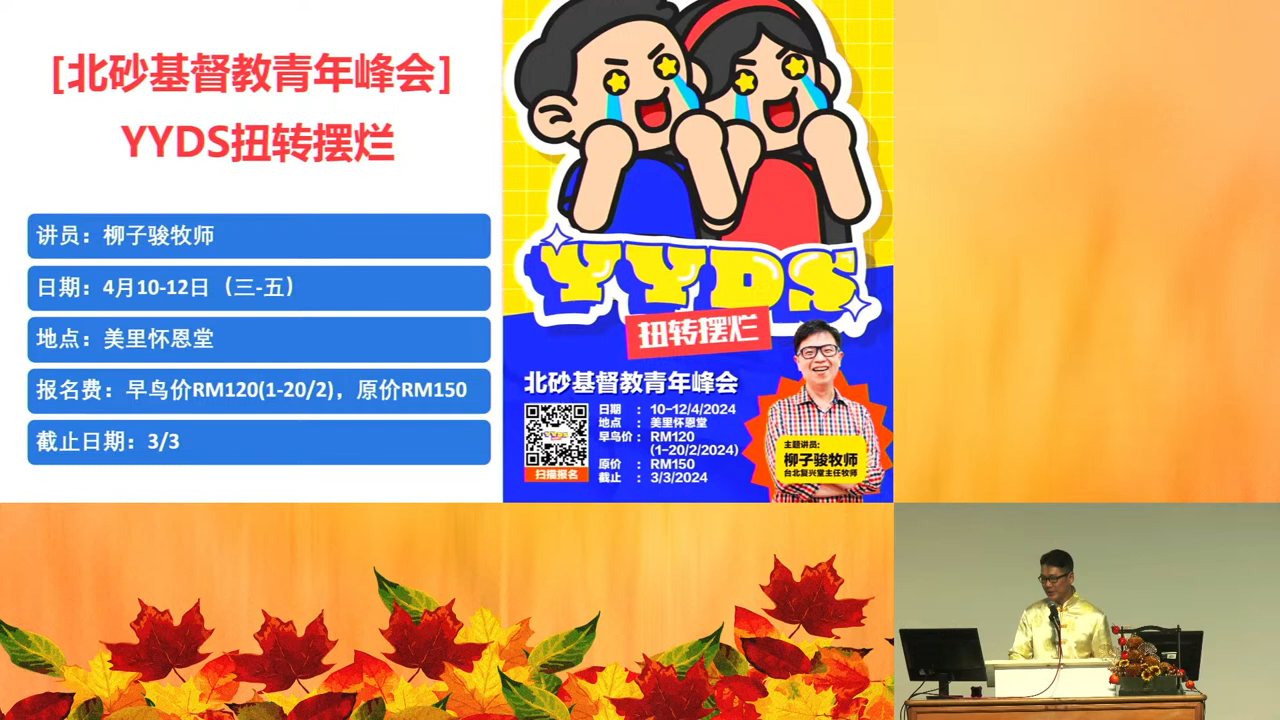 [北砂基督教青年峰会]
YYDS扭转摆烂
讲员：柳子骏牧师
日期：4月10-12日（三-五）
地点：美里怀恩堂
报名费：早鸟价RM120(1-20/2)，原价RM150
截止日期：3/3
YYDS
扭转摆烂
北砂基督教青年峰会
日期 ： 10-12/4/2024
地点 ： 美里怀恩堂
早鸟价 ： RM120
(1-20/2/2024)
原价 ： RM150
截止 ： 3/3/2024
扫描报名
主题讲员:
柳子骏牧师
台北复兴堂主任牧师